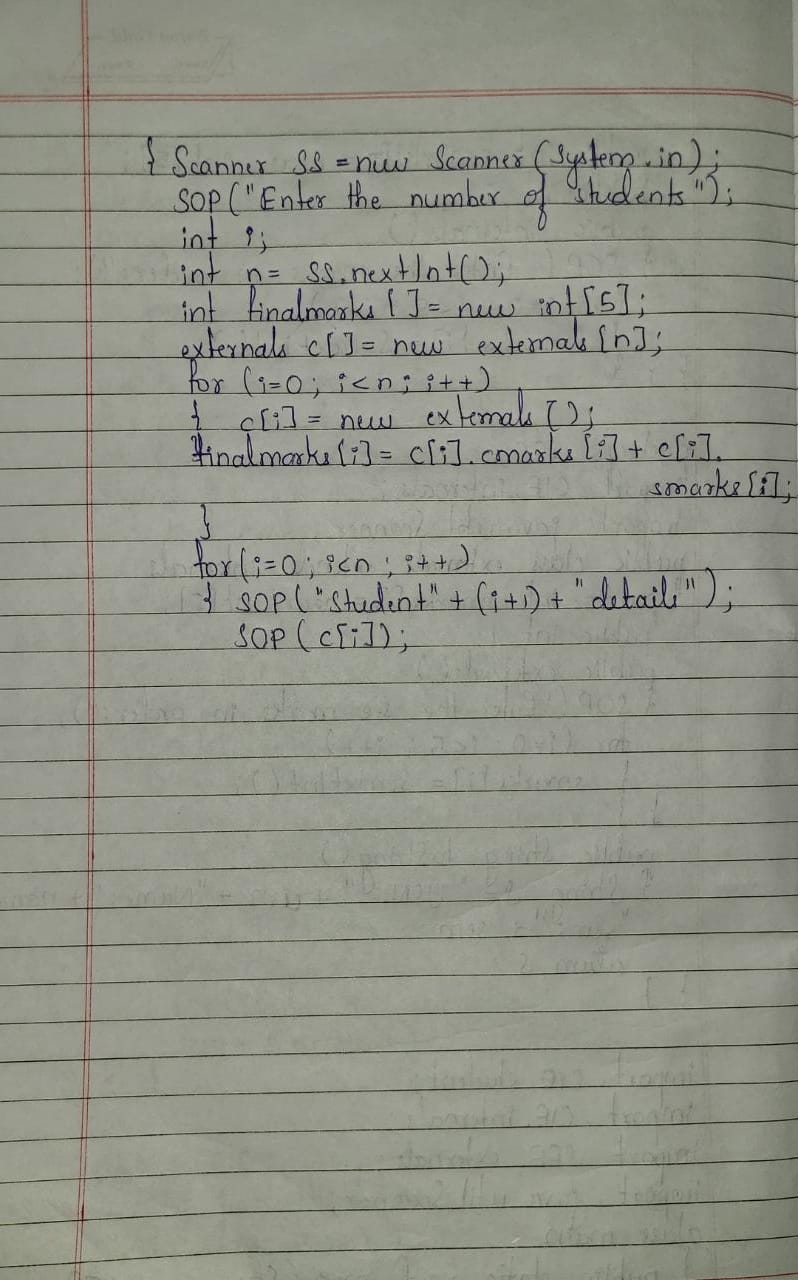 { Scanner SS = new Scanner (System.in);
SOP ("Enter the number of students");
int i;
int n = SS.nextInt();
int finalmarks [ ] = new int [5];
externals c[ ] = new externals [n];
for (i=0; i<n; i++)
{ c[i] = new externals ();
finalmarks [i] = c[i].cmarks [i] + c[i].
smarks [i];
}
for (i=0; i<n; i++)
{ SOP ("Student" + (i+1) + "details");
SOP (c[i]);